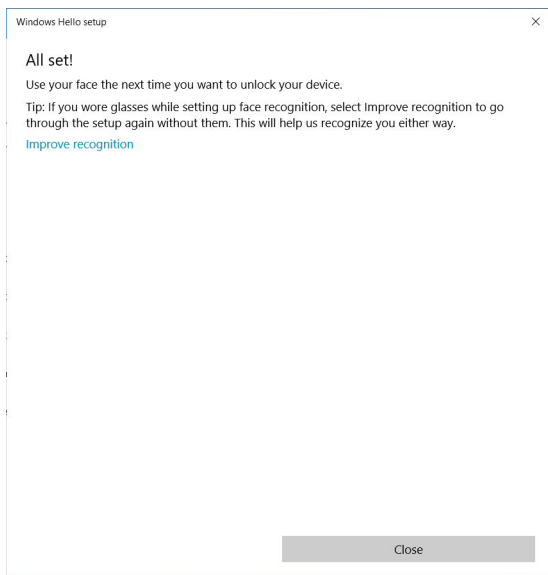 Windows Hello setup
All set!
Use your face the next time you want to unlock your device.
Tip: If you wore glasses while setting up face recognition, select Improve recognition to go
through the setup again without them. This will help us recognize you either way.
Improve recognition
Close